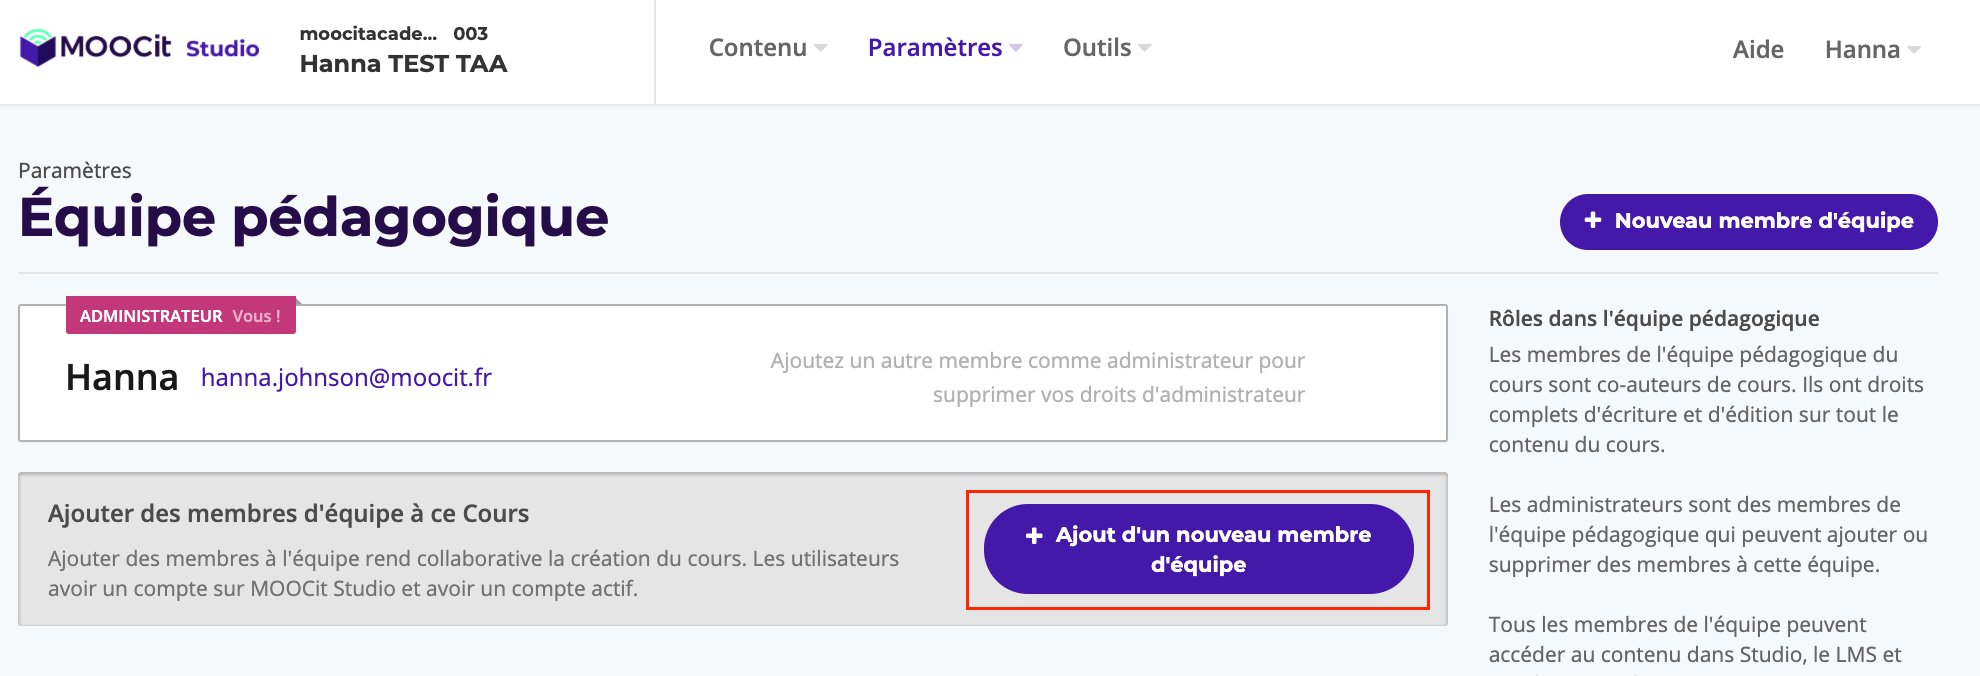 MOOCit Studio
moocitacade... 003
Hanna TEST TAA
Contenu
Paramètres
Outils
Aide
Hanna
Paramètres
Équipe pédagogique
+ Nouveau membre d'équipe
ADMINISTRATEUR Vous !
Hanna hanna.johnson@moocit.fr
Ajoutez un autre membre comme administrateur pour
supprimer vos droits d'administrateur
Ajouter des membres d'équipe à ce Cours
Ajouter des membres à l'équipe rend collaborative la création du cours. Les utilisateurs
avoir un compte sur MOOCit Studio et avoir un compte actif.
+ Ajout d'un nouveau membre
d'équipe
Rôles dans l'équipe pédagogique
Les membres de l'équipe pédagogique du
cours sont co-auteurs de cours. Ils ont droits
complets d'écriture et d'édition sur tout le
contenu du cours.
Les administrateurs sont des membres de
l'équipe pédagogique qui peuvent ajouter ou
supprimer des membres à cette équipe.
Tous les membres de l'équipe peuvent
accéder au contenu dans Studio, le LMS et